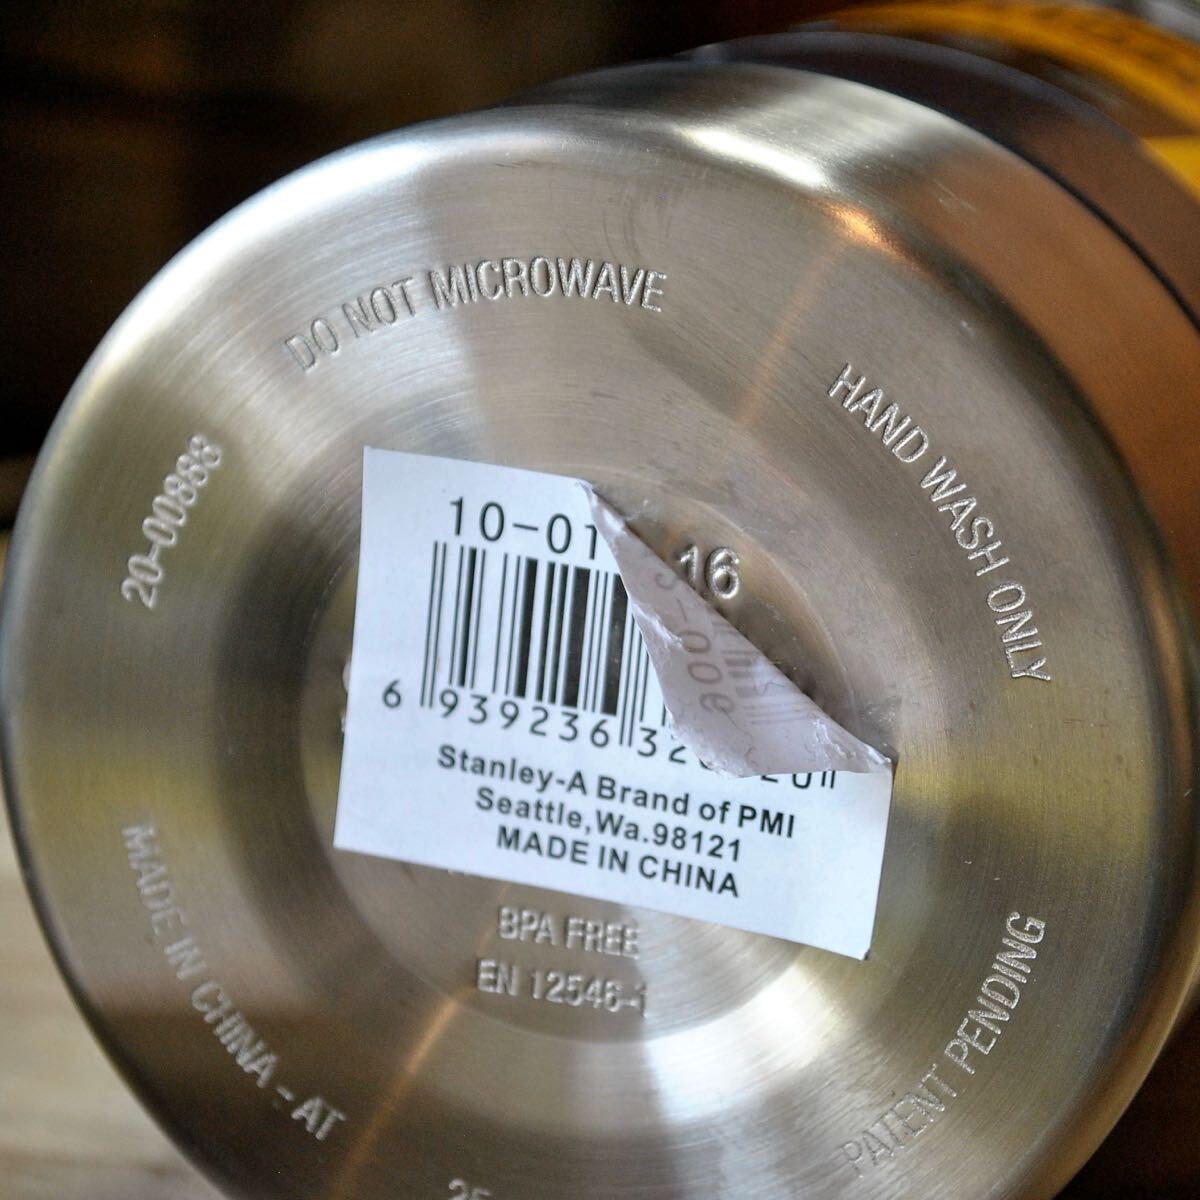 DO NOT MICROWAVE
HAND WASH ONLY
20-00888
10-01
16
6 939236
Stanley-A Brand of PMI
Seattle,Wa.98121
MADE IN CHINA
BPA FREE
EN 12546-1
MADE IN CHINA - AT
PATENT PENDING